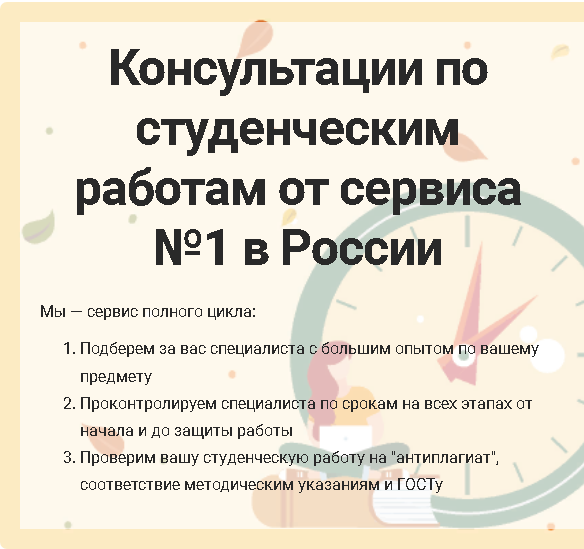 Консультации по
студенческим
работам от сервиса
№1 в России
Мы — сервис полного цикла:
1. Подберем за вас специалиста с большим опытом по вашему
предмету
2. Проконтролируем специалиста по срокам на всех этапах от
начала и до защиты работы
3. Проверим вашу студенческую работу на "антиплагиат",
соответствие методическим указаниям и ГОСТу